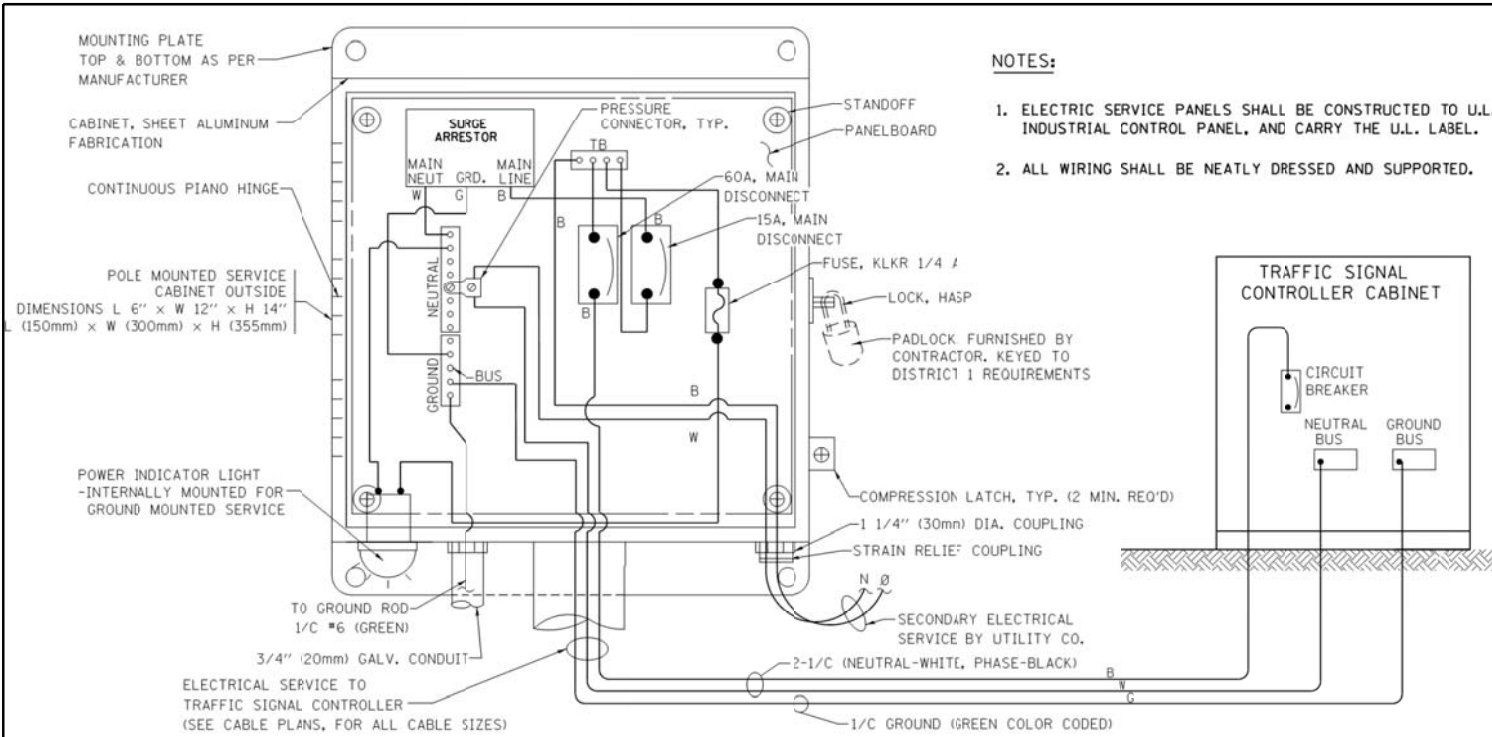 MOUNTING PLATE
TOP & BOTTOM AS PER
MANUFACTURER
CABINET, SHEET ALUMINUM
FABRICATION
CONTINUOUS PIANO HINGE
POLE MOUNTED SERVICE
CABINET OUTSIDE
DIMENSIONS L 6" × W 12" × H 14"
L (150mm) × W (300mm) × H (355mm)
POWER INDICATOR LIGHT
-INTERNALLY MOUNTED FOR
GROUND MOUNTED SERVICE
TO GROUND ROD
1/C #6 (GREEN)
3/4" (20mm) GALV. CONDUIT
ELECTRICAL SERVICE TO
TRAFFIC SIGNAL CONTROLLER
(SEE CABLE PLANS, FOR ALL CABLE SIZES)
SURGE
ARRESTOR
MAIN
NEUT
GRD.
MAIN
LINE
W
G
B
PRESSURE
CONNECTOR, TYP.
TB
NEUTRAL
GROUND
BUS
B
B
B
B
W
STANDOFF
PANELBOARD
60A, MAIN
DISCONNECT
15A, MAIN
DISCONNECT
FUSE, KLKR 1/4 A
LOCK, HASP
PADLOCK FURNISHED BY
CONTRACTOR. KEYED TO
DISTRICT 1 REQUIREMENTS
COMPRESSION LATCH, TYP. (2 MIN. REQ'D)
1 1/4" (30mm) DIA. COUPLING
STRAIN RELIEF COUPLING
N Ø
SECONDARY ELECTRICAL
SERVICE BY UTILITY CO.
2-1/C (NEUTRAL-WHITE, PHASE-BLACK)
1/C GROUND (GREEN COLOR CODED)
B
W
G
NOTES:
1. ELECTRIC SERVICE PANELS SHALL BE CONSTRUCTED TO U.L.
INDUSTRIAL CONTROL PANEL, AND CARRY THE U.L. LABEL.
2. ALL WIRING SHALL BE NEATLY DRESSED AND SUPPORTED.
TRAFFIC SIGNAL
CONTROLLER CABINET
CIRCUIT
BREAKER
NEUTRAL
BUS
GROUND
BUS